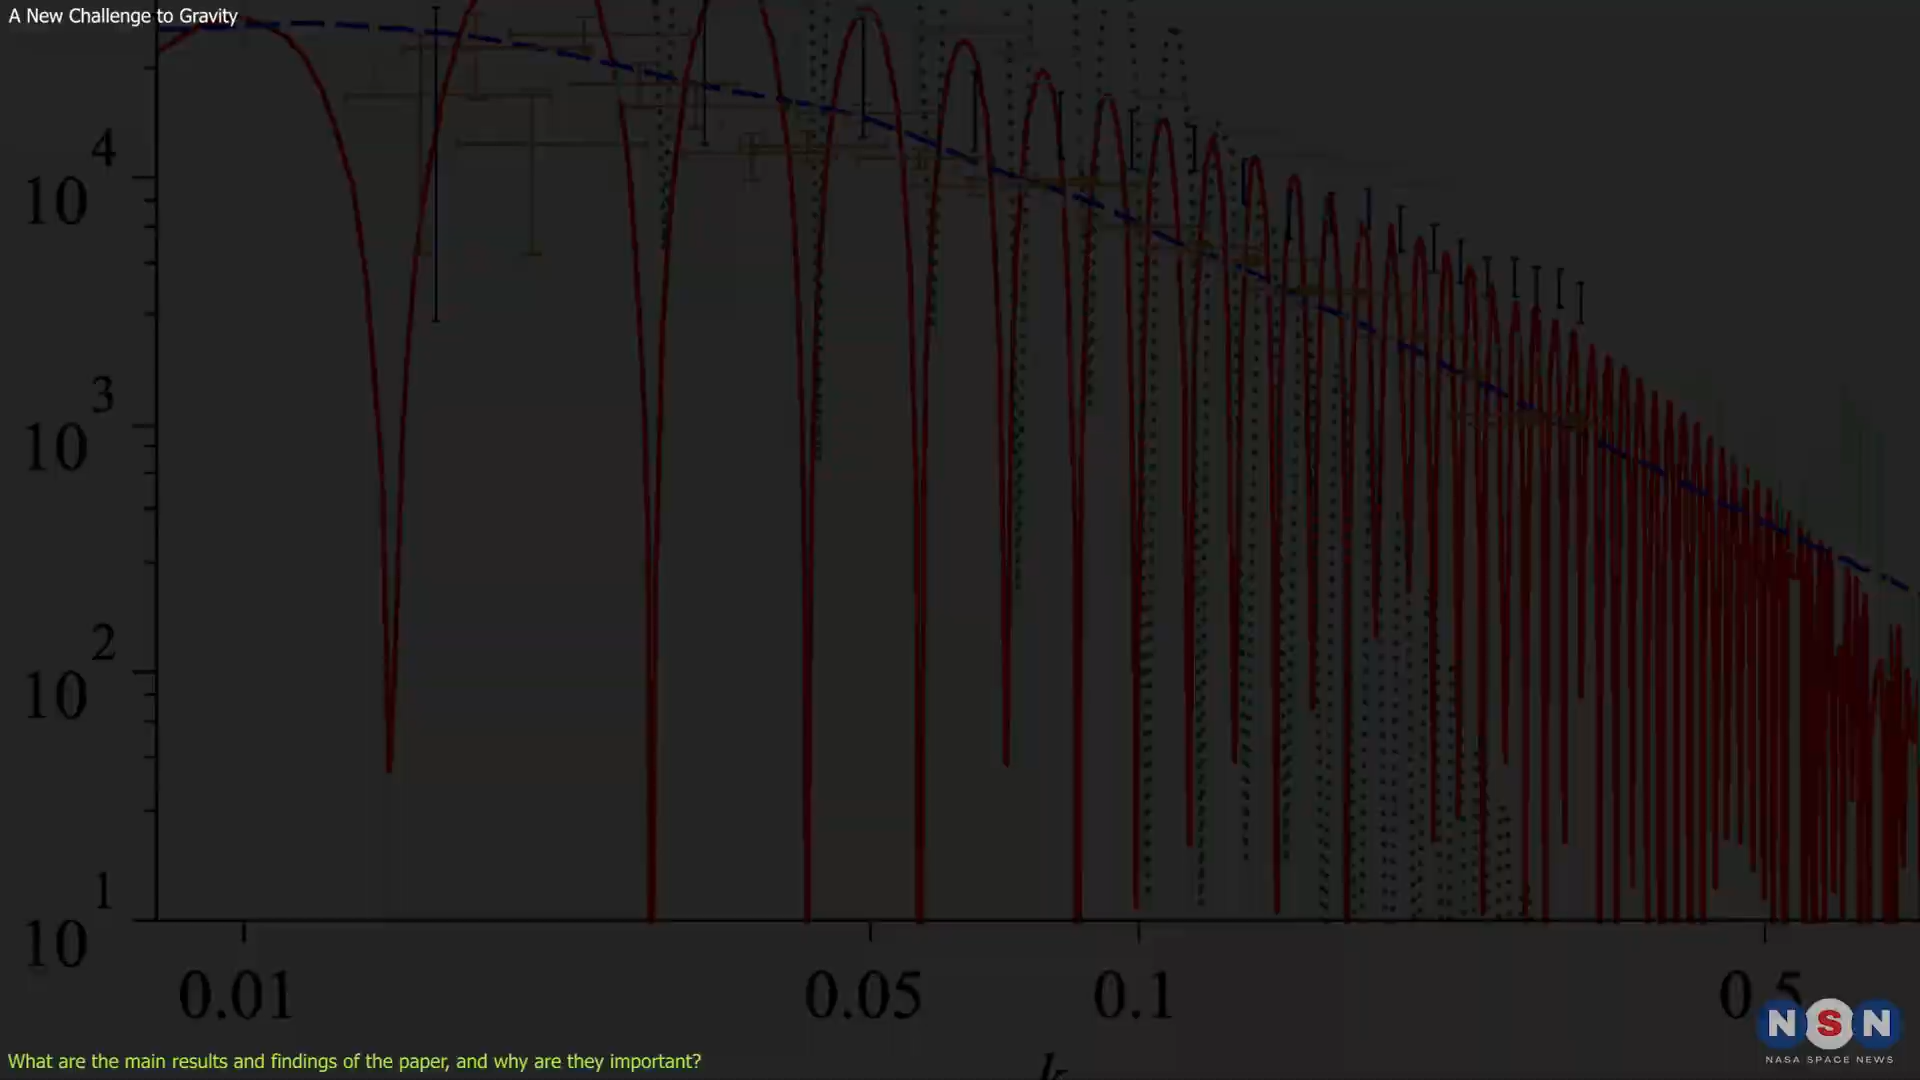 A New Challenge to Gravity
10^4
10^3
10^2
10^1
0.01 0.05 0.1 0.5
k
What are the main results and findings of the paper, and why are they important?
NSN
NASA SPACE NEWS